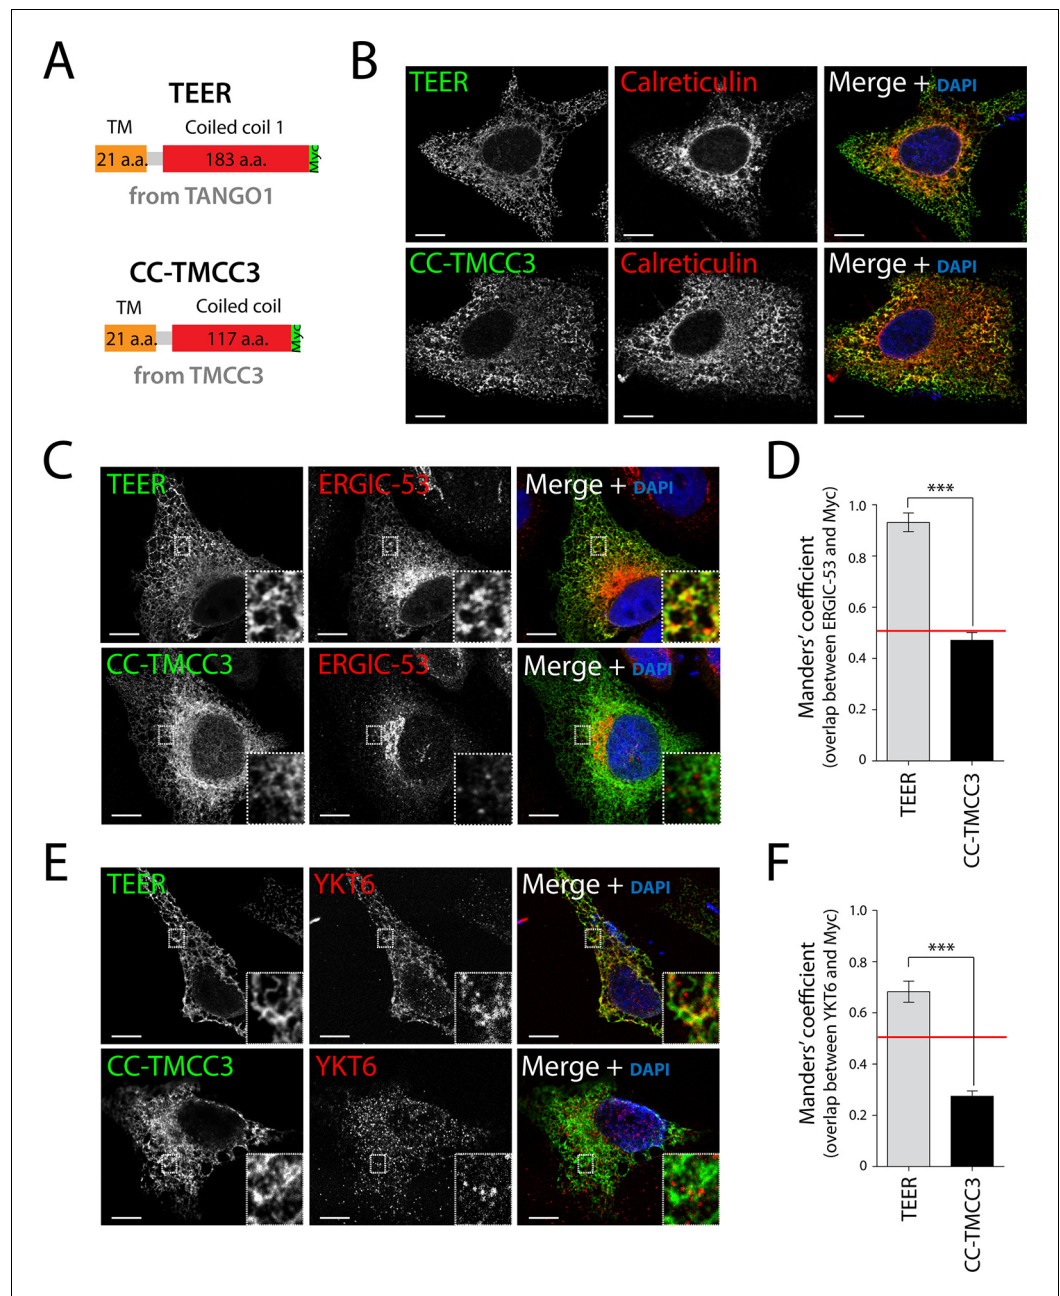 A
TEER
TM
Coiled coil 1
21 a.a.
183 a.a.
Myc
from TANGO1
CC-TMCC3
TM
Coiled coil
21 a.a.
117 a.a.
Myc
from TMCC3
B
TEER
Calreticulin
Merge + DAPI
CC-TMCC3
Calreticulin
Merge + DAPI
C
TEER
ERGIC-53
Merge + DAPI
CC-TMCC3
ERGIC-53
Merge + DAPI
D
Manders' coefficient
(overlap between ERGIC-53 and Myc)
1.0
0.8
0.6
0.4
0.2
0
***
TEER
CC-TMCC3
E
TEER
YKT6
Merge + DAPI
CC-TMCC3
YKT6
Merge + DAPI
F
Manders' coefficient
(overlap between YKT6 and Myc)
1.0
0.8
0.6
0.4
0.2
0
***
TEER
CC-TMCC3